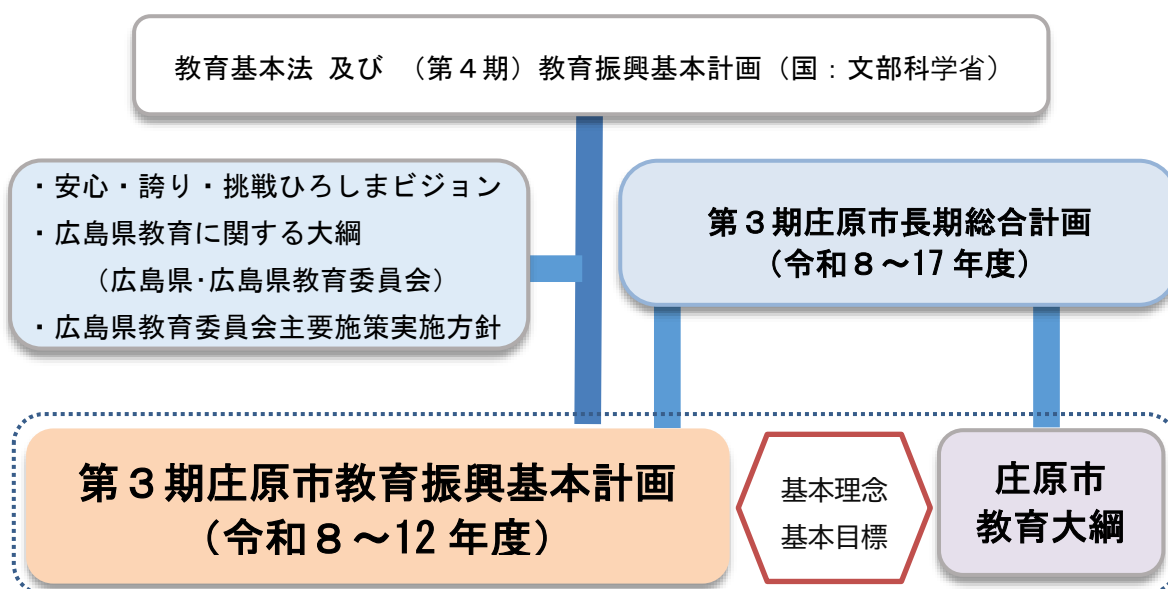 教育基本法 及び （第４期）教育振興基本計画（国：文部科学省）
・安心・誇り・挑戦ひろしまビジョン
・広島県教育に関する大綱
（広島県･広島県教育委員会）
・広島県教育委員会主要施策実施方針
第３期庄原市長期総合計画
（令和８～17 年度）
第３期庄原市教育振興基本計画
（令和８～12 年度）
基本理念
基本目標
庄原市
教育大綱